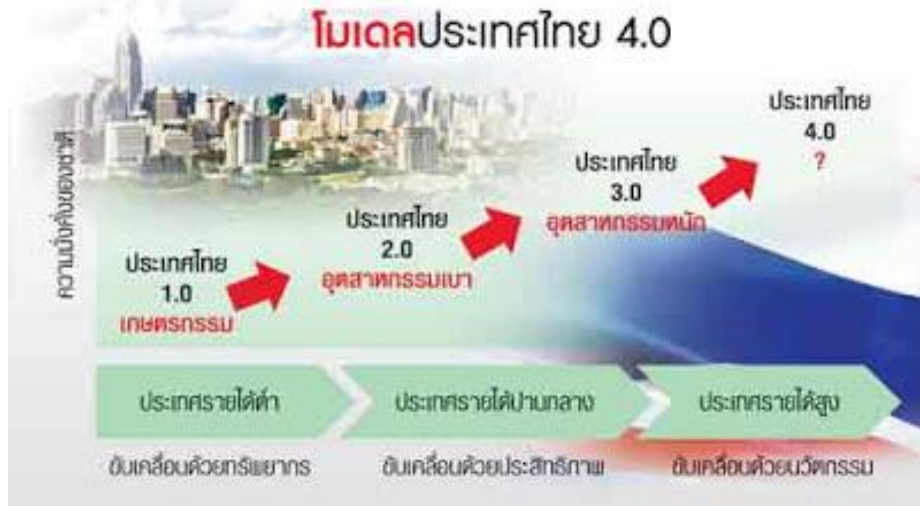 โมเดลประเทศไทย 4.0
ความมั่งคั่งของชาติ
ประเทศไทย
1.0
เกษตรกรรม
ประเทศไทย
2.0
อุตสาหกรรมเบา
ประเทศไทย
3.0
อุตสาหกรรมหนัก
ประเทศไทย
4.0
?
ประเทศรายได้ต่ำ
ประเทศรายได้ปานกลาง
ประเทศรายได้สูง
ขับเคลื่อนด้วยทรัพยากร
ขับเคลื่อนด้วยประสิทธิภาพ
ขับเคลื่อนด้วยนวัตกรรม